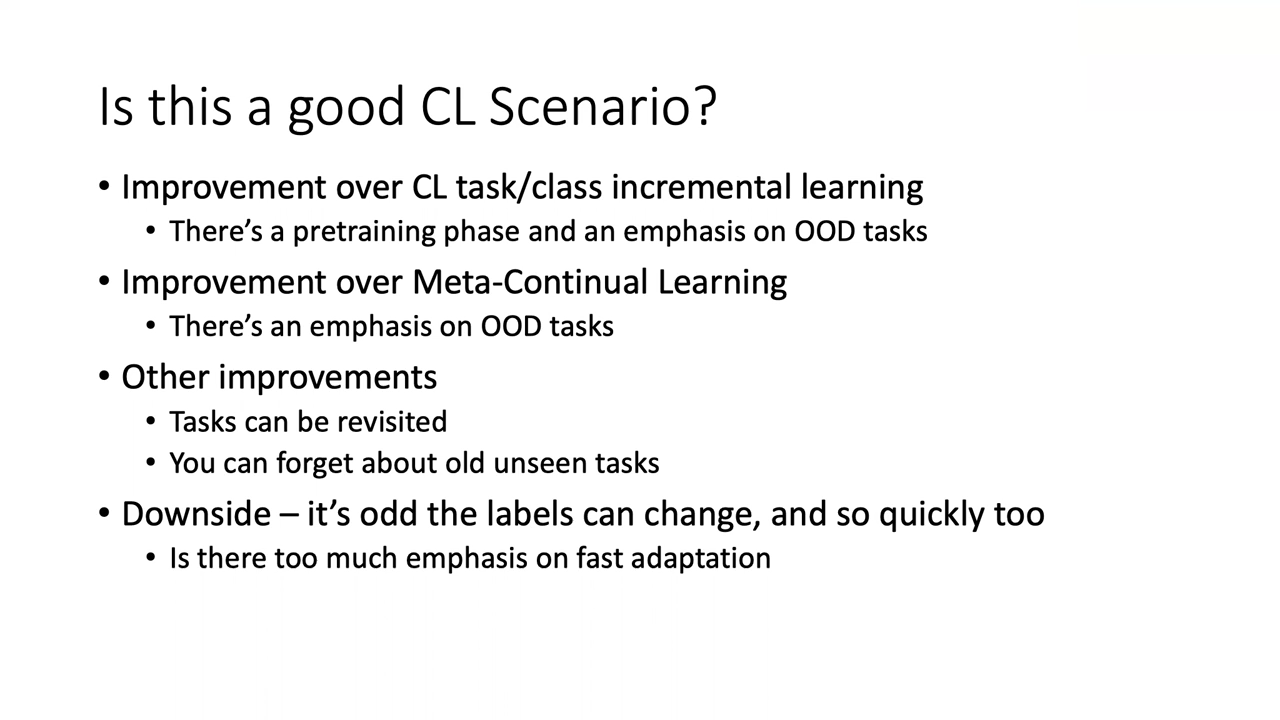 Is this a good CL Scenario?
• Improvement over CL task/class incremental learning
• There's a pretraining phase and an emphasis on OOD tasks
• Improvement over Meta-Continual Learning
• There's an emphasis on OOD tasks
• Other improvements
• Tasks can be revisited
• You can forget about old unseen tasks
• Downside – it's odd the labels can change, and so quickly too
• Is there too much emphasis on fast adaptation